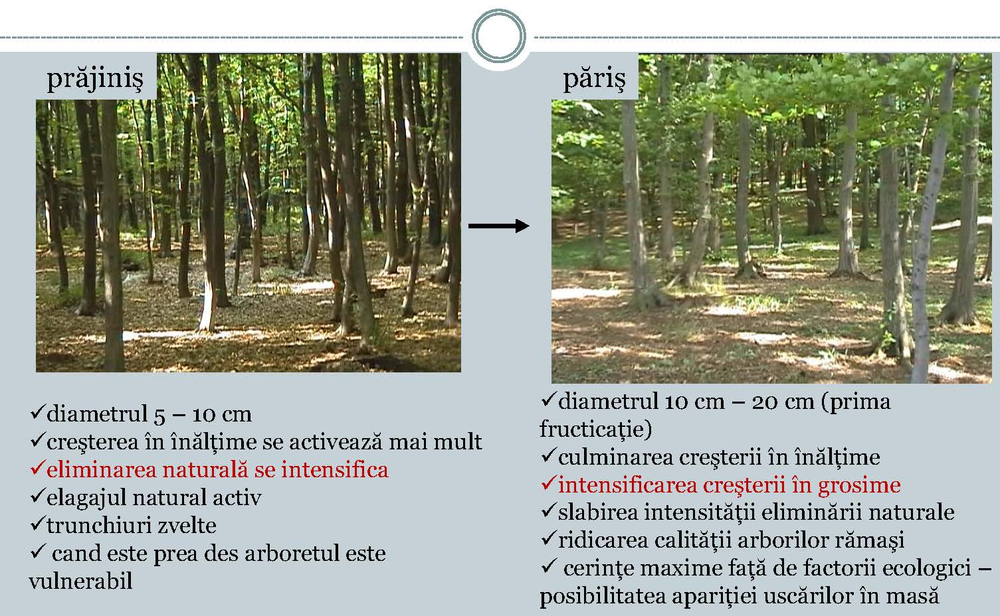 prăjiniş
păriş
✓diametrul 5 – 10 cm
✓creşterea în înălţime se activează mai mult
✓eliminarea naturală se intensifica
✓elagajul natural activ
✓trunchiuri zvelte
✓ cand este prea des arboretul este
vulnerabil
✓diametrul 10 cm – 20 cm (prima
fructicaţie)
✓culminarea creşterii în înălţime
✓intensificarea creşterii în grosime
✓slabirea intensităţii eliminării naturale
✓ridicarea calităţii arborilor rămaşi
✓ cerinţe maxime faţă de factorii ecologici –
posibilitatea apariţiei uscărilor în masă